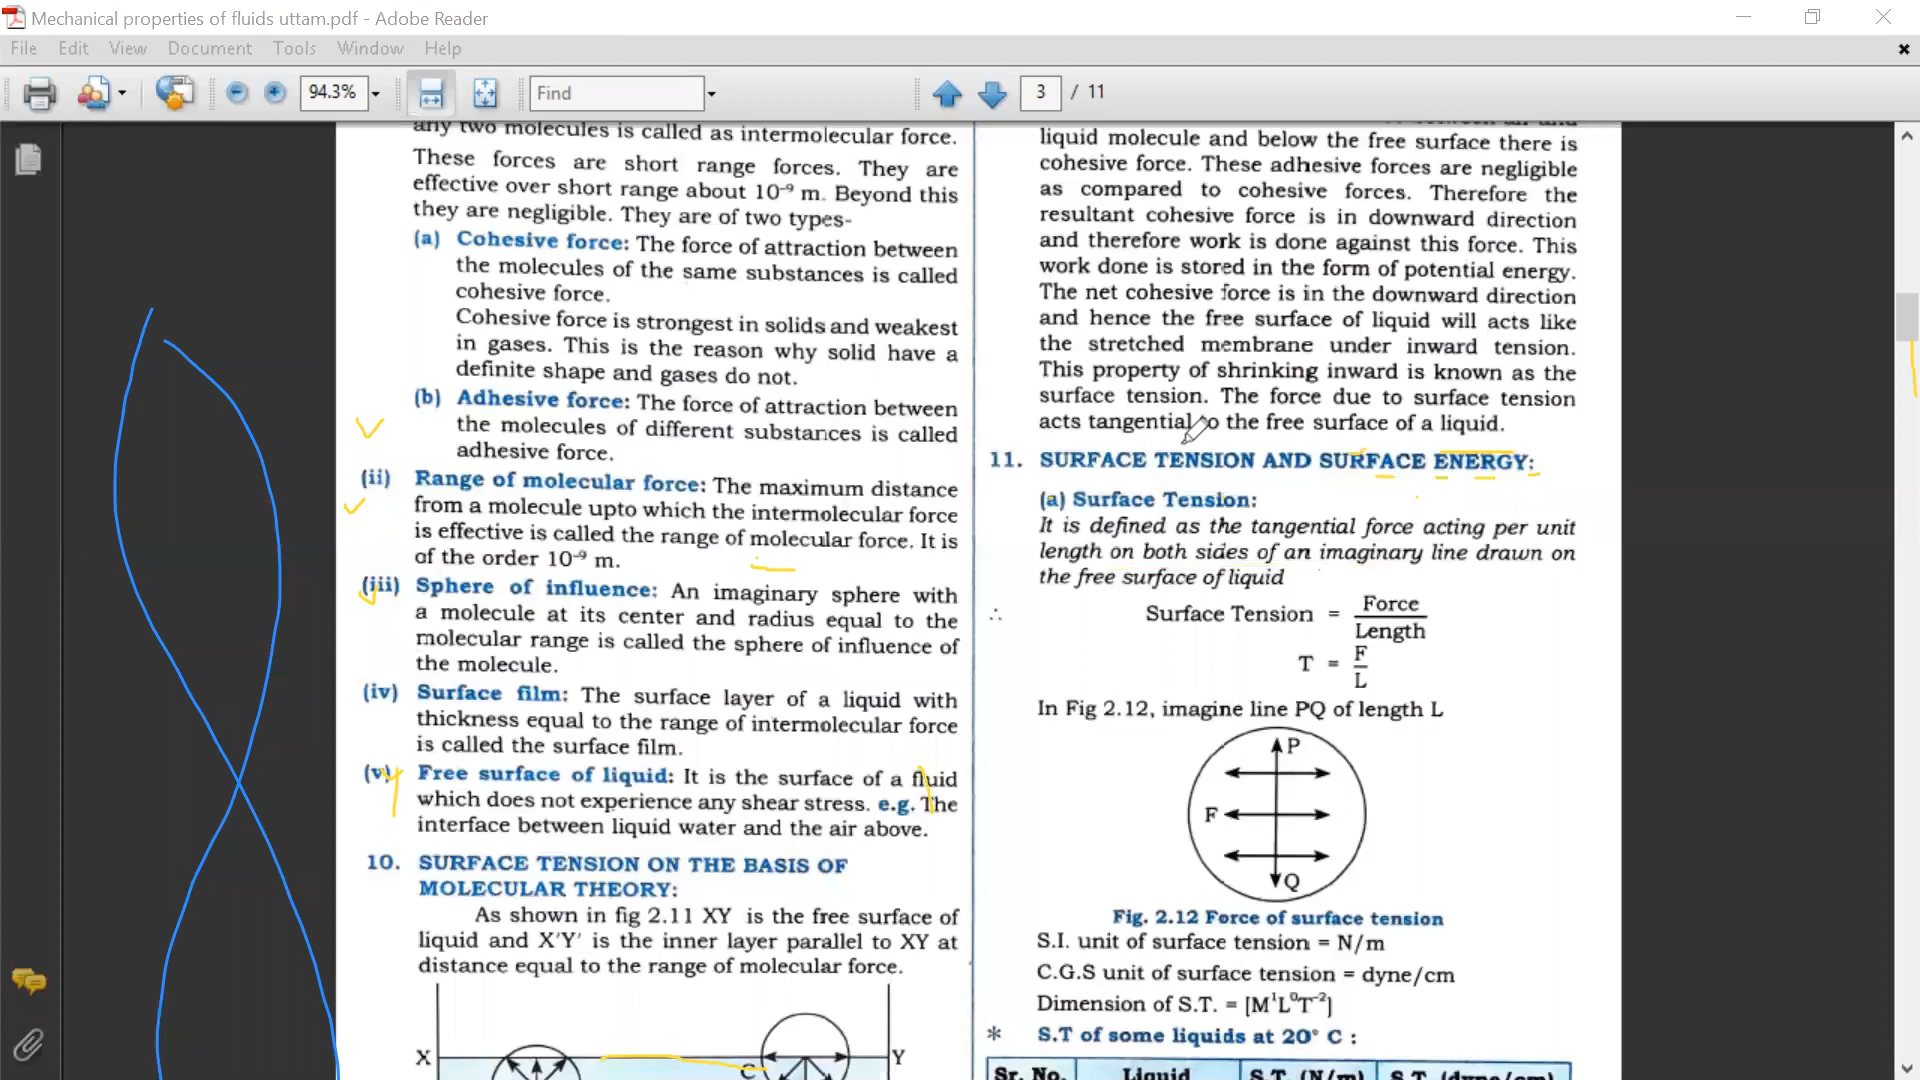 Mechanical properties of fluids uttam.pdf - Adobe Reader
File Edit View Document Tools Window Help
94.3% Find 3 / 11
any two molecules is called as intermolecular force.
These forces are short range forces. They are
effective over short range about 10⁻⁹ m. Beyond this
they are negligible. They are of two types-
(a) Cohesive force: The force of attraction between
the molecules of the same substances is called
cohesive force.
Cohesive force is strongest in solids and weakest
in gases. This is the reason why solid have a
definite shape and gases do not.
(b) Adhesive force: The force of attraction between
the molecules of different substances is called
adhesive force.
(ii) Range of molecular force: The maximum distance
from a molecule upto which the intermolecular force
is effective is called the range of molecular force. It is
of the order 10⁻⁹ m.
(iii) Sphere of influence: An imaginary sphere with
a molecule at its center and radius equal to the
molecular range is called the sphere of influence of
the molecule.
(iv) Surface film: The surface layer of a liquid with
thickness equal to the range of intermolecular force
is called the surface film.
(v) Free surface of liquid: It is the surface of a fluid
which does not experience any shear stress. e.g. The
interface between liquid water and the air above.
10. SURFACE TENSION ON THE BASIS OF
MOLECULAR THEORY:
As shown in fig 2.11 XY is the free surface of
liquid and X'Y' is the inner layer parallel to XY at
distance equal to the range of molecular force.
X C Y
liquid molecule and below the free surface there is
cohesive force. These adhesive forces are negligible
as compared to cohesive forces. Therefore the
resultant cohesive force is in downward direction
and therefore work is done against this force. This
work done is stored in the form of potential energy.
The net cohesive force is in the downward direction
and hence the free surface of liquid will acts like
the stretched membrane under inward tension.
This property of shrinking inward is known as the
surface tension. The force due to surface tension
acts tangential to the free surface of a liquid.
11. SURFACE TENSION AND SURFACE ENERGY:
(a) Surface Tension:
It is defined as the tangential force acting per unit
length on both sides of an imaginary line drawn on
the free surface of liquid
∴ Surface Tension = Force
Length
T = F
L
In Fig 2.12, imagine line PQ of length L
P
F
Q
Fig. 2.12 Force of surface tension
S.I. unit of surface tension = N/m
C.G.S unit of surface tension = dyne/cm
Dimension of S.T. = [M¹L⁰T⁻²]
* S.T of some liquids at 20° C :
Sr. No. Liquid S.T. (N/m) S.T. (dyne/cm)